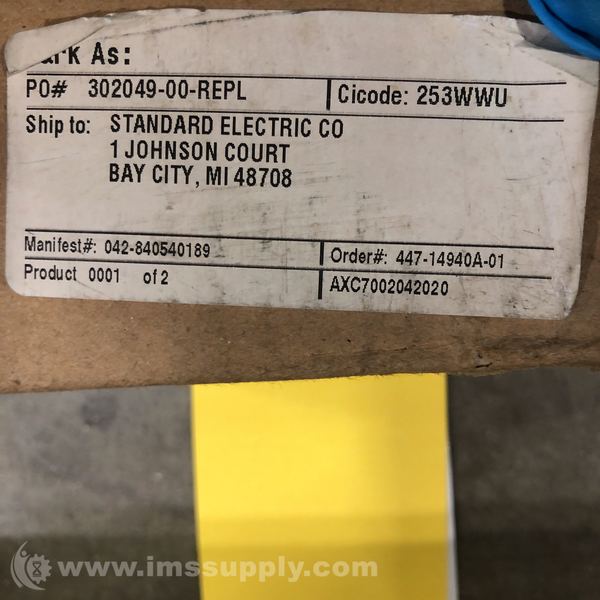 As:
PO# 302049-00-REPL
Cicode: 253WWU
Ship to: STANDARD ELECTRIC CO
1 JOHNSON COURT
BAY CITY, MI 48708
Manifest#: 042-840540189
Order#: 447-14940A-01
Product 0001 of 2
AXC7002042020
www.imssupply.com